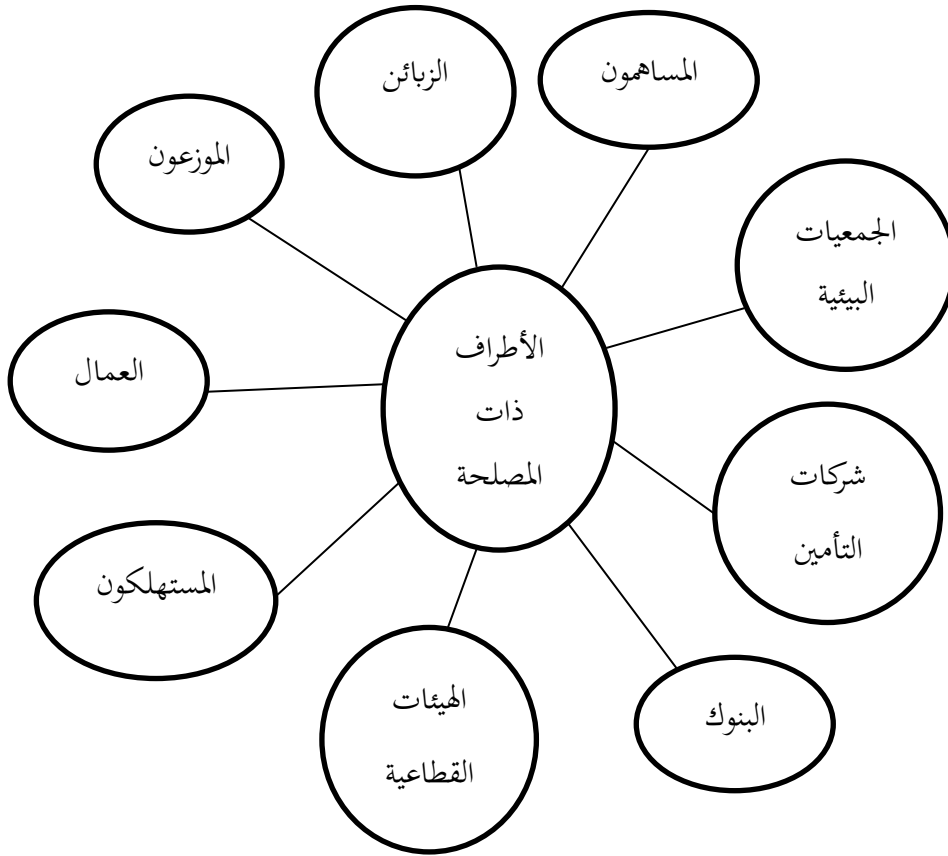 المساهمون
الزبائن
الموزعون
الجمعيات
البيئية
الأطراف
ذات
المصلحة
العمال
شركات
التأمين
المستهلكون
الهيئات
القطاعية
البنوك